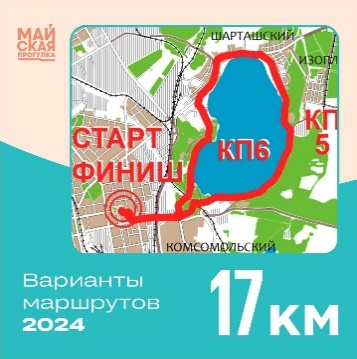 МАЙ
СКАЯ
ПРОГУЛКА
ШАРТАШСКИЙ
ИЗОПЛ
КП
5
КП6
СТАРТ
ФИНИШ
КОМСОМОЛЬСКИЙ
Варианты
маршрутов
2024
17 км